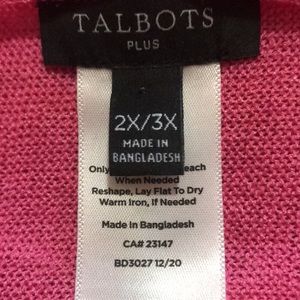 TALBOTS
PLUS
2X/3X
MADE IN
BANGLADESH
Only each
When Needed
Reshape, Lay Flat To Dry
Warm Iron, If Needed
Made In Bangladesh
CA# 23147
BD3027 12/20